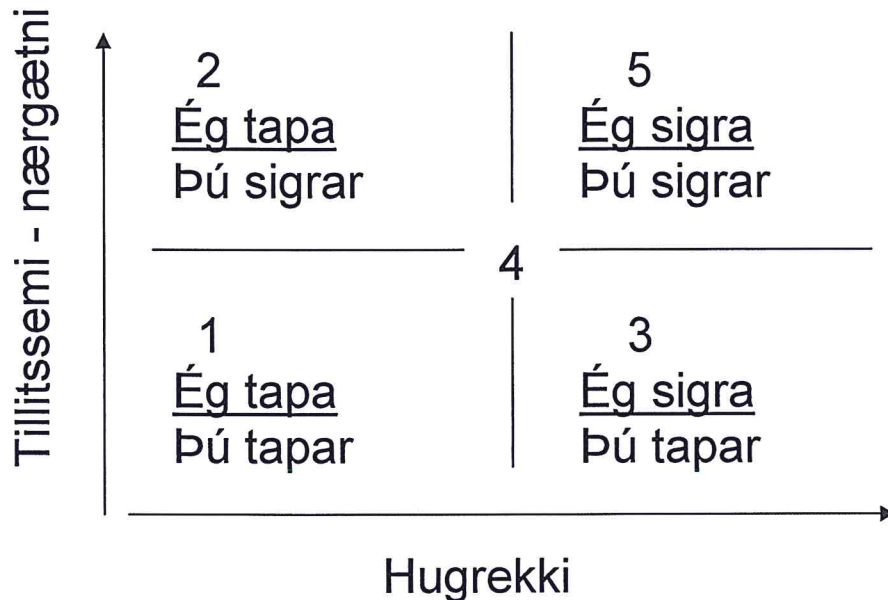 Tillitssemi - nærgætni
2
Ég tapa
Þú sigrar
5
Ég sigra
Þú sigrar
4
1
Ég tapa
Þú tapar
3
Ég sigra
Þú tapar
Hugrekki